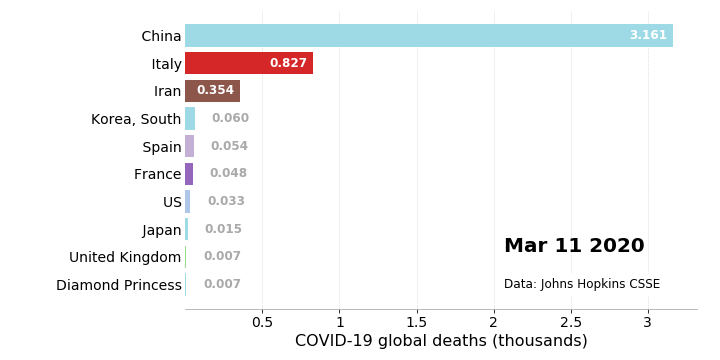 China 3.161
Italy 0.827
Iran 0.354
Korea, South 0.060
Spain 0.054
France 0.048
US 0.033
Japan 0.015
Mar 11 2020
United Kingdom 0.007
Diamond Princess 0.007
Data: Johns Hopkins CSSE
0.5 1 1.5 2 2.5 3
COVID-19 global deaths (thousands)